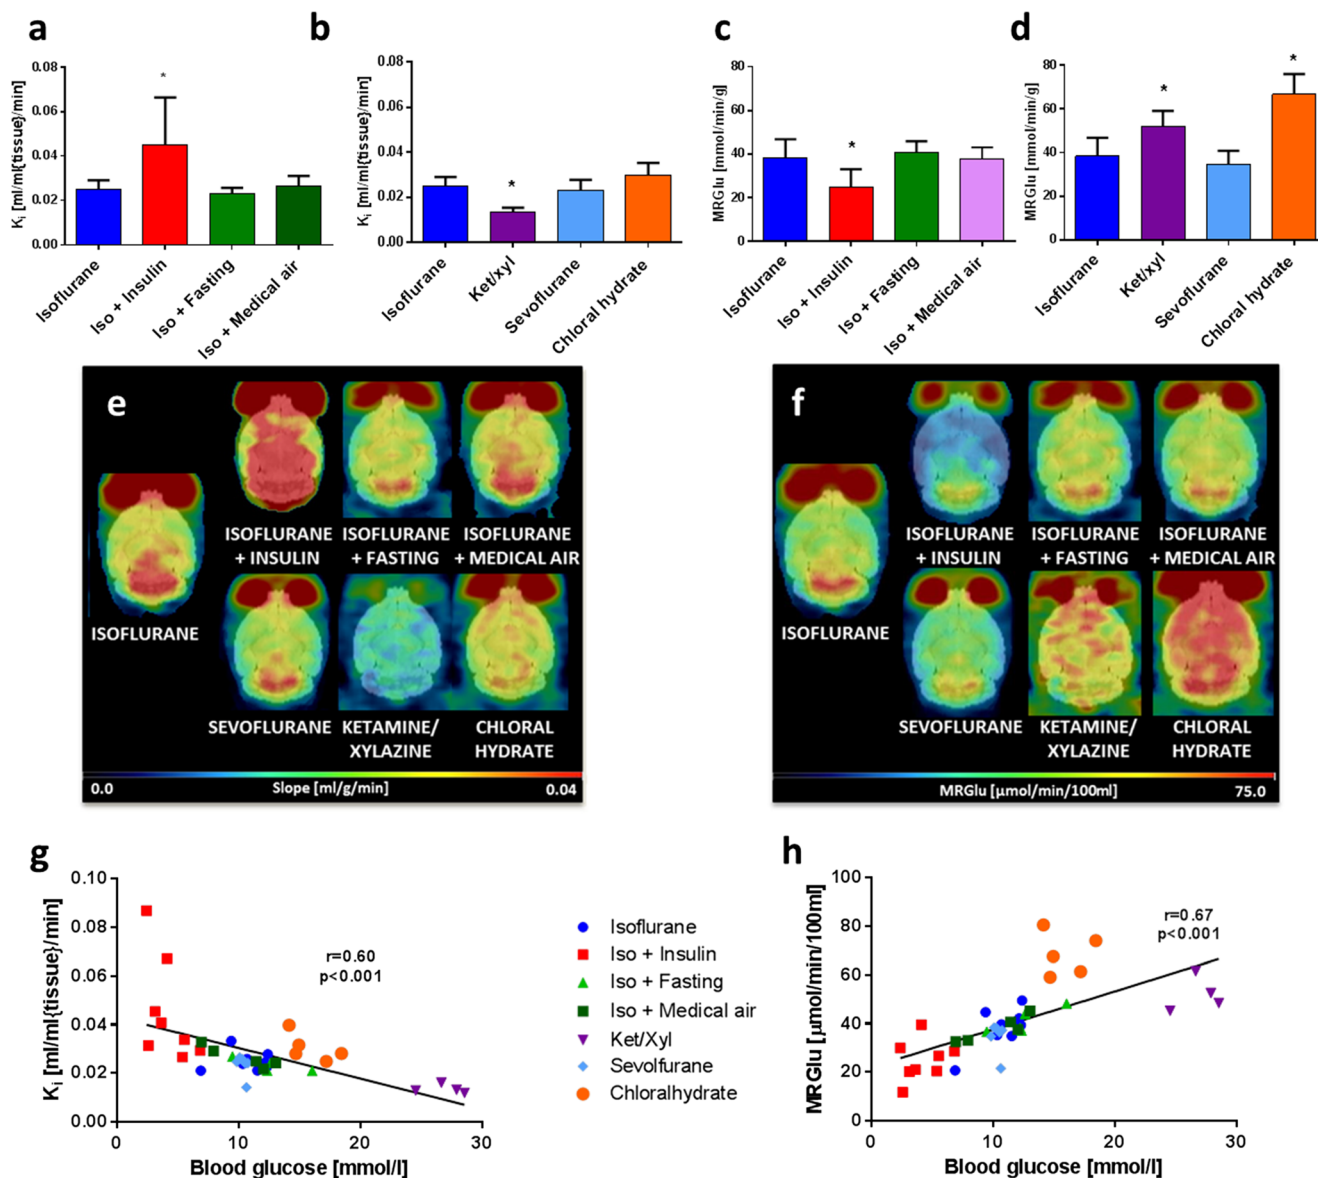 a
b
c
d
Ki [ml/ml{tissue}/min]
0.08
0.06
0.04
0.02
0.00
*
Isoflurane
Iso + Insulin
Iso + Fasting
Iso + Medical air
Ki [ml/ml{tissue}/min]
0.08
0.06
0.04
0.02
0.00
*
Isoflurane
Ket/xyl
Sevoflurane
Chloral hydrate
MRGlu [mmol/min/g]
80
60
40
20
0
*
Isoflurane
Iso + Insulin
Iso + Fasting
Iso + Medical air
MRGlu [mmol/min/g]
80
60
40
20
0
*
*
Isoflurane
Ket/xyl
Sevoflurane
Chloral hydrate
e
ISOFLURANE
ISOFLURANE
+ INSULIN
ISOFLURANE
+ FASTING
ISOFLURANE
+ MEDICAL AIR
SEVOFLURANE
KETAMINE/
XYLAZINE
CHLORAL
HYDRATE
0.0
Slope [ml/g/min]
0.04
f
ISOFLURANE
ISOFLURANE
+ INSULIN
ISOFLURANE
+ FASTING
ISOFLURANE
+ MEDICAL AIR
SEVOFLURANE
KETAMINE/
XYLAZINE
CHLORAL
HYDRATE
MRGlu [µmol/min/100ml]
75.0
g
Ki [ml/ml{tissue}/min]
0.10
0.08
0.06
0.04
0.02
0.00
r=0.60
p<0.001
0
10
20
30
Blood glucose [mmol/l]
Isoflurane
Iso + Insulin
Iso + Fasting
Iso + Medical air
Ket/Xyl
Sevolfurane
Chloralhydrate
h
MRGlu [µmol/min/100ml]
100
80
60
40
20
0
r=0.67
p<0.001
0
10
20
30
Blood glucose [mmol/l]